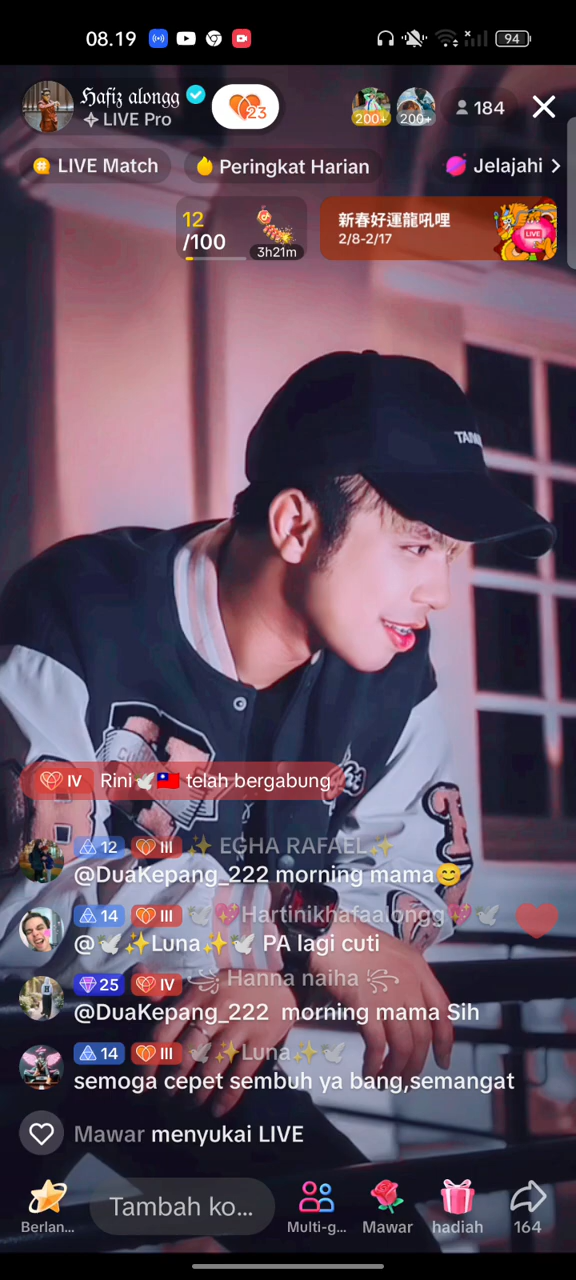 08.19
94
Hafiz alongg
LIVE Pro
23
200+
200+
184
LIVE Match
Peringkat Harian
Jelajahi
12
/100
3h21m
新春好運龍吼哩
2/8-2/17
LIVE
IV Rini🕊🇹🇼 telah bergabung
12 III ✨ EGHA RAFAEL✨
@DuaKepang_222 morning mama😊
14 III 🕊💖Hartinikhafaalongg💖🕊
@🕊✨Luna✨🕊 PA lagi cuti
25 IV Hanna naiha
@DuaKepang_222 morning mama Sih
14 III 🕊✨Luna✨🕊
semoga cepet sembuh ya bang,semangat
Mawar menyukai LIVE
Berlan...
Tambah ko...
Multi-g...
Mawar
hadiah
164